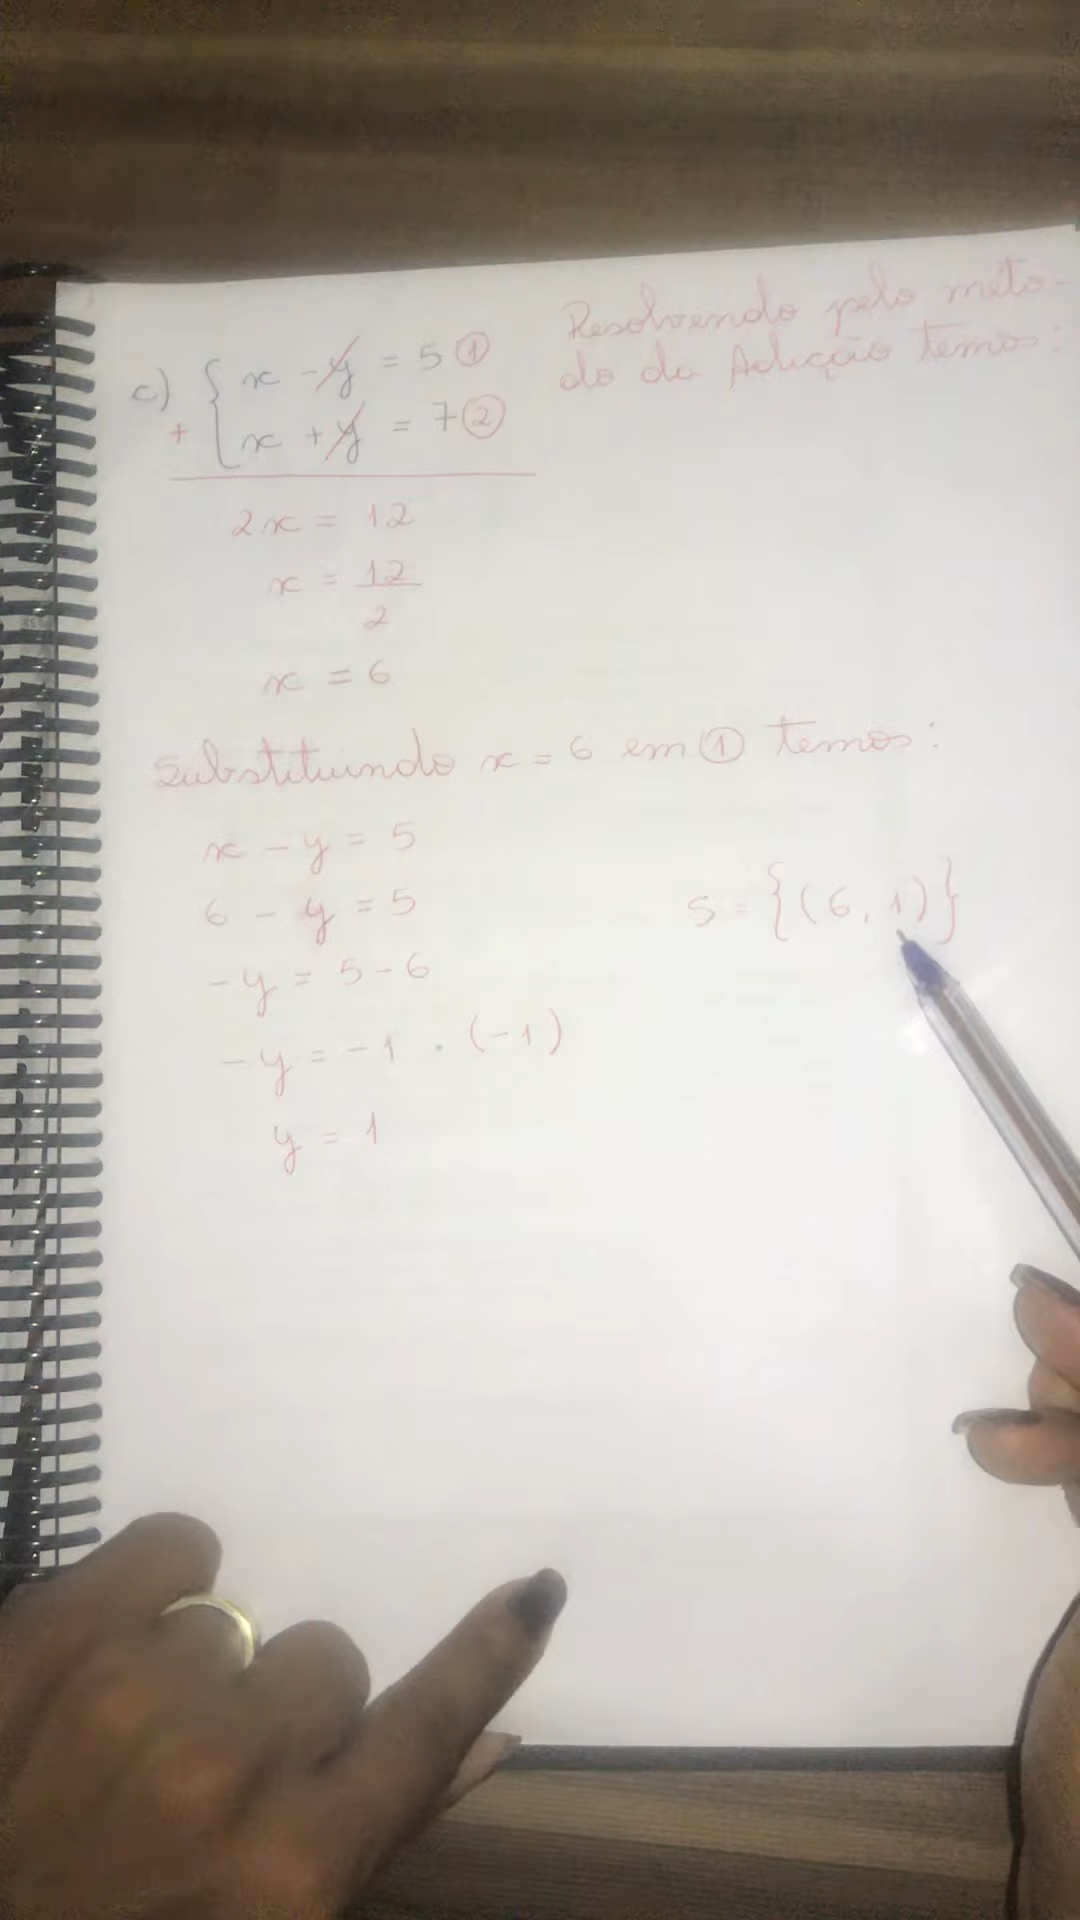 c) { x - y = 5 ①
+ { x + y = 7 ②
Resolvendo pelo méto-
do da Adição temos:
2x = 12
x = 12
2
x = 6
Substituindo x = 6 em ① temos:
x - y = 5
6 - y = 5
- y = 5 - 6
- y = - 1 . (-1)
y = 1
S = {(6, 1)}